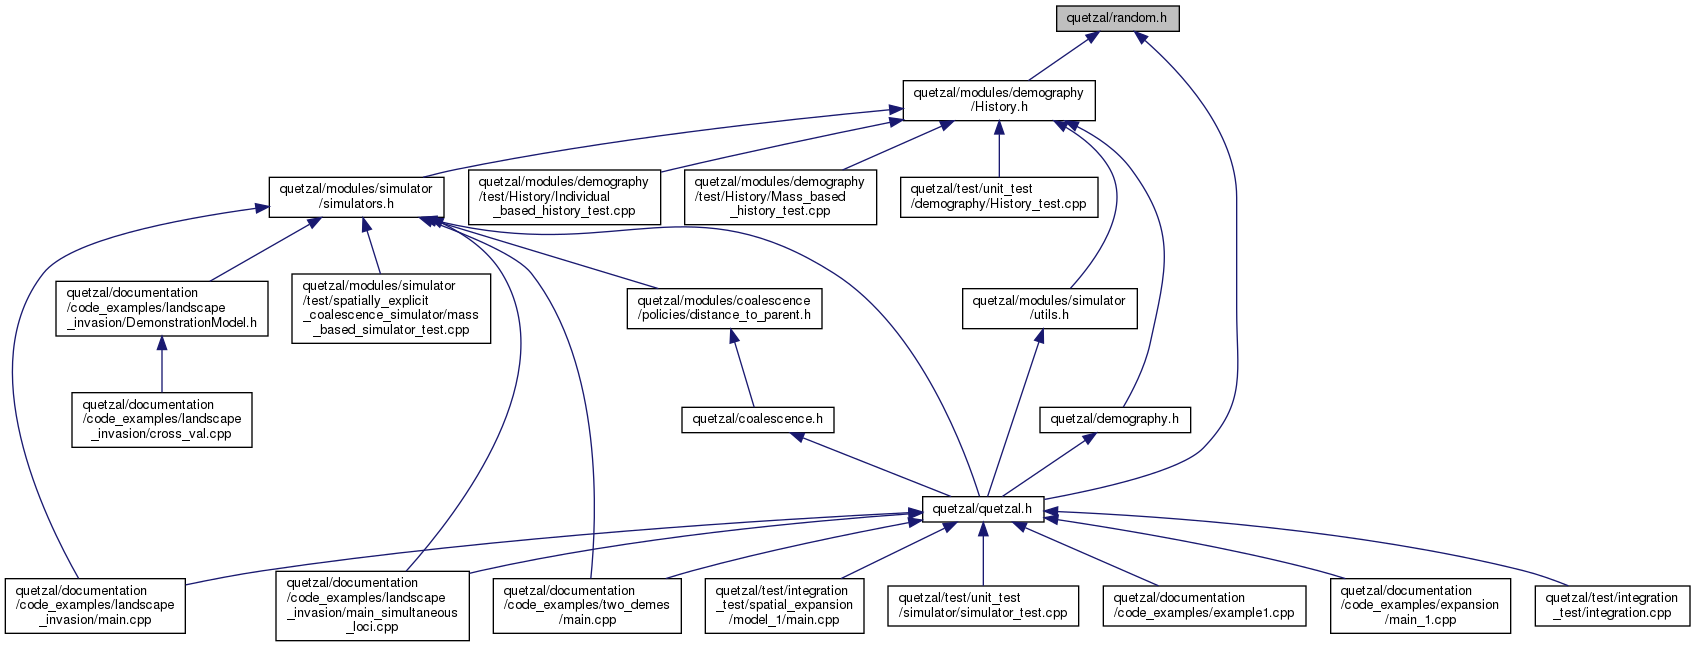 quetzal/random.h
quetzal/modules/demography
/History.h
quetzal/modules/simulator
/simulators.h
quetzal/modules/demography
/test/History/Individual
_based_history_test.cpp
quetzal/modules/demography
/test/History/Mass_based
_history_test.cpp
quetzal/test/unit_test
/demography/History_test.cpp
quetzal/documentation
/code_examples/landscape
_invasion/DemonstrationModel.h
quetzal/modules/simulator
/test/spatially_explicit
_coalescence_simulator/mass
_based_simulator_test.cpp
quetzal/modules/coalescence
/policies/distance_to_parent.h
quetzal/modules/simulator
/utils.h
quetzal/documentation
/code_examples/landscape
_invasion/cross_val.cpp
quetzal/coalescence.h
quetzal/demography.h
quetzal/quetzal.h
quetzal/documentation
/code_examples/landscape
_invasion/main.cpp
quetzal/documentation
/code_examples/landscape
_invasion/main_simultaneous
_loci.cpp
quetzal/documentation
/code_examples/two_demes
/main.cpp
quetzal/test/integration
_test/spatial_expansion
/model_1/main.cpp
quetzal/test/unit_test
/simulator/simulator_test.cpp
quetzal/documentation
/code_examples/example1.cpp
quetzal/documentation
/code_examples/expansion
/main_1.cpp
quetzal/test/integration
_test/integration.cpp